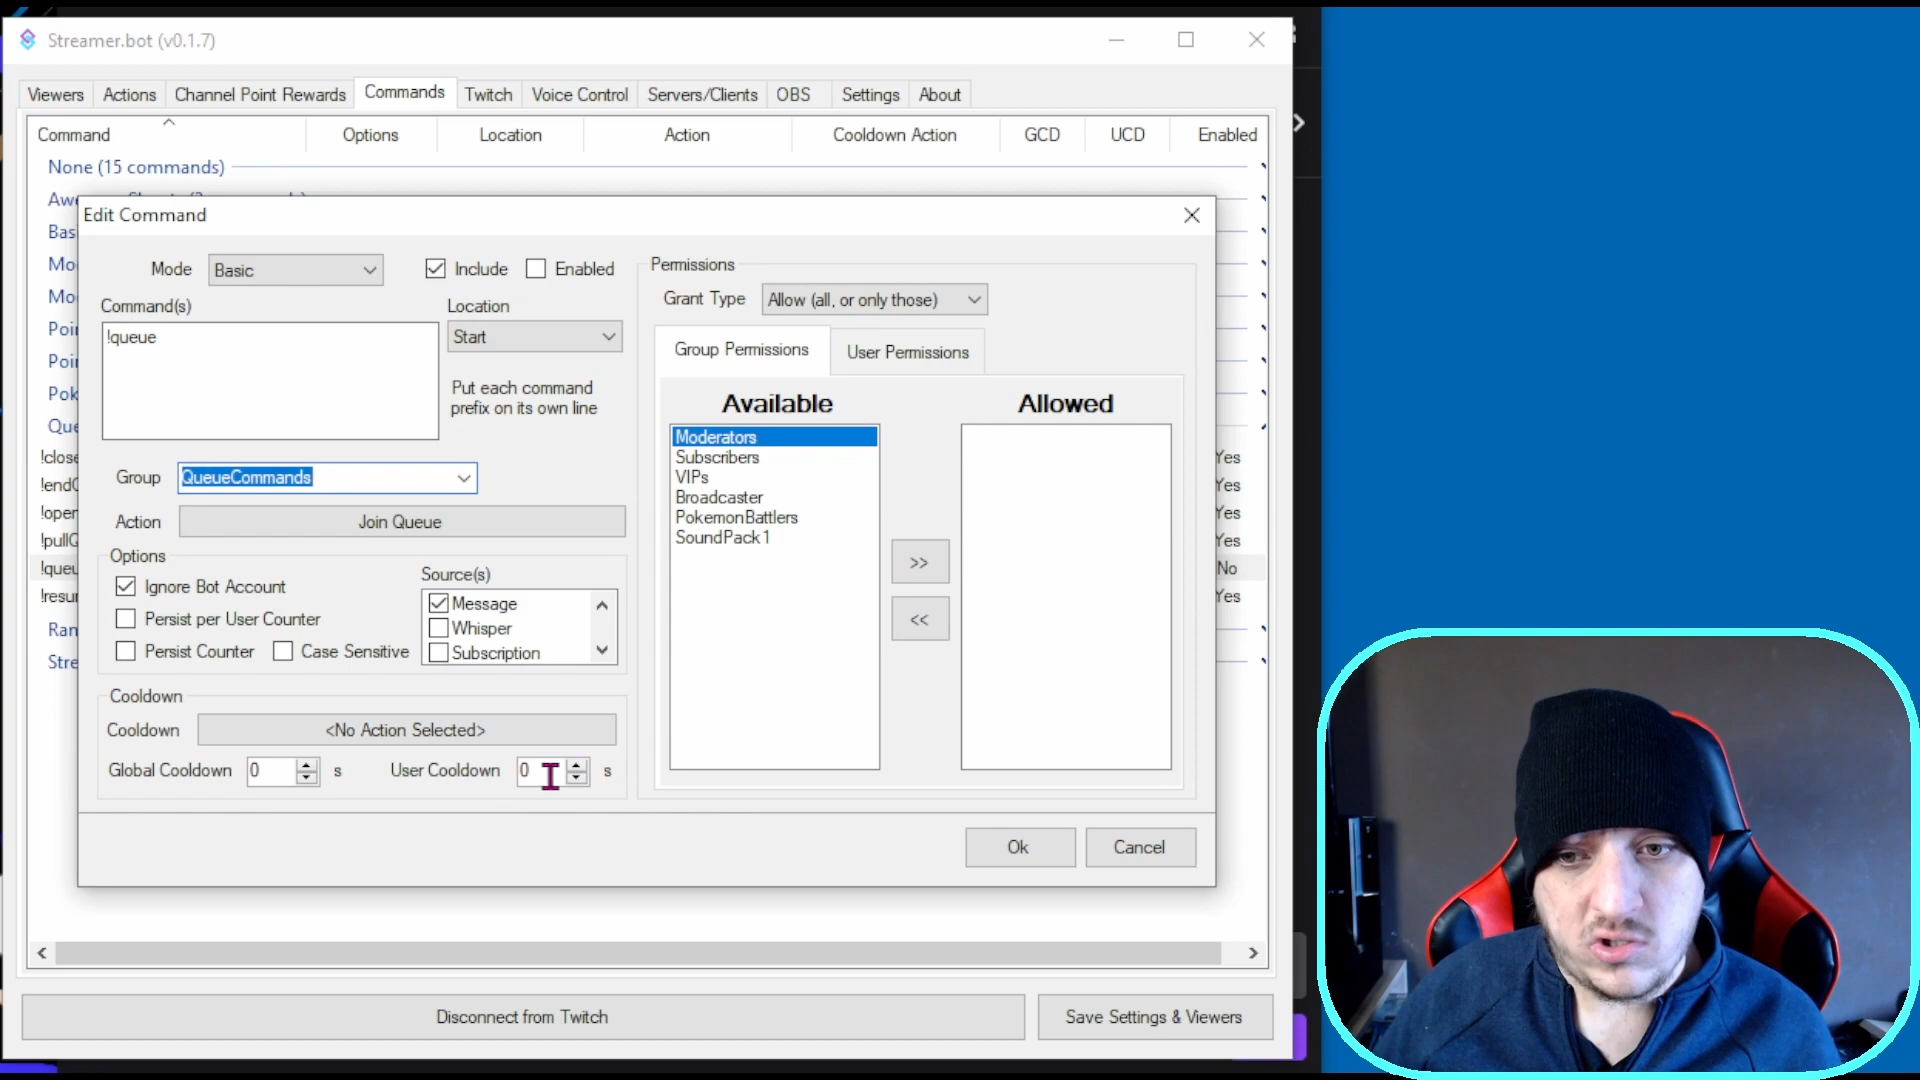 Streamer.bot (v0.1.7)
Viewers Actions Channel Point Rewards Commands Twitch Voice Control Servers/Clients OBS Settings About
Command Options Location Action Cooldown Action GCD UCD Enabled
None (15 commands)
Edit Command
Mode Basic Include Enabled
Command(s) Location
!queue Start
Put each command
prefix on its own line
Group QueueCommands
Action Join Queue
Options
Ignore Bot Account
Persist per User Counter
Persist Counter Case Sensitive
Source(s)
Message
Whisper
Subscription
Cooldown
Cooldown <No Action Selected>
Global Cooldown 0 s User Cooldown 0 s
Permissions
Grant Type Allow (all, or only those)
Group Permissions User Permissions
Available Allowed
Moderators
Subscribers
VIPs
Broadcaster
PokemonBattlers
SoundPack1
>>
<<
Ok Cancel
Yes
Yes
Yes
Yes
No
Yes
Disconnect from Twitch Save Settings & Viewers